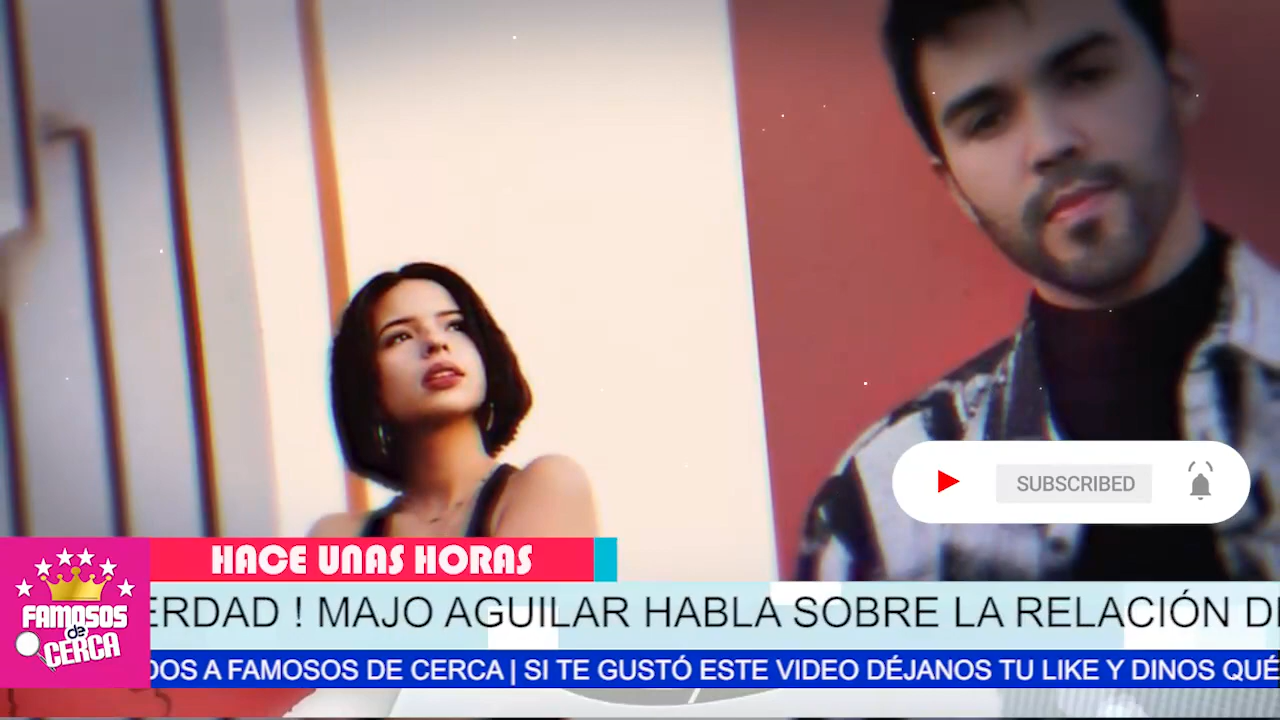 SUBSCRIBED
HACE UNAS HORAS
FAMOSOS
de
CERCA
ERDAD ! MAJO AGUILAR HABLA SOBRE LA RELACIÓN DE
DOS A FAMOSOS DE CERCA | SI TE GUSTÓ ESTE VIDEO DÉJANOS TU LIKE Y DINOS QUÉ